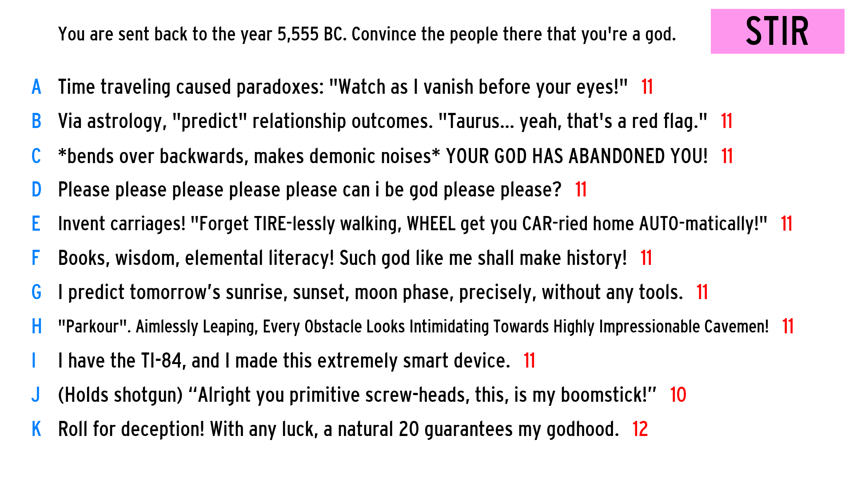 You are sent back to the year 5,555 BC. Convince the people there that you're a god.
STIR
A Time traveling caused paradoxes: "Watch as I vanish before your eyes!" 11
B Via astrology, "predict" relationship outcomes. "Taurus... yeah, that's a red flag." 11
C *bends over backwards, makes demonic noises* YOUR GOD HAS ABANDONED YOU! 11
D Please please please please please can i be god please please? 11
E Invent carriages! "Forget TIRE-lessly walking, WHEEL get you CAR-ried home AUTO-matically!" 11
F Books, wisdom, elemental literacy! Such god like me shall make history! 11
G I predict tomorrow’s sunrise, sunset, moon phase, precisely, without any tools. 11
H "Parkour". Aimlessly Leaping, Every Obstacle Looks Intimidating Towards Highly Impressionable Cavemen! 11
I I have the TI-84, and I made this extremely smart device. 11
J (Holds shotgun) “Alright you primitive screw-heads, this, is my boomstick!” 10
K Roll for deception! With any luck, a natural 20 guarantees my godhood. 12